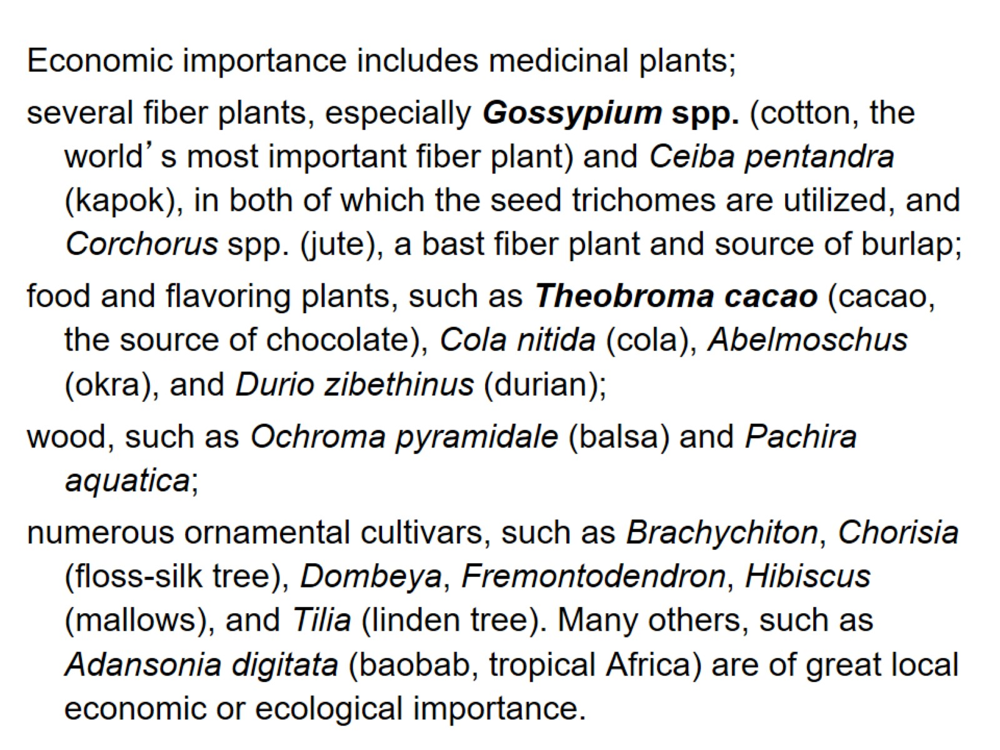 Economic importance includes medicinal plants;
several fiber plants, especially Gossypium spp. (cotton, the
world’s most important fiber plant) and Ceiba pentandra
(kapok), in both of which the seed trichomes are utilized, and
Corchorus spp. (jute), a bast fiber plant and source of burlap;
food and flavoring plants, such as Theobroma cacao (cacao,
the source of chocolate), Cola nitida (cola), Abelmoschus
(okra), and Durio zibethinus (durian);
wood, such as Ochroma pyramidale (balsa) and Pachira
aquatica;
numerous ornamental cultivars, such as Brachychiton, Chorisia
(floss-silk tree), Dombeya, Fremontodendron, Hibiscus
(mallows), and Tilia (linden tree). Many others, such as
Adansonia digitata (baobab, tropical Africa) are of great local
economic or ecological importance.